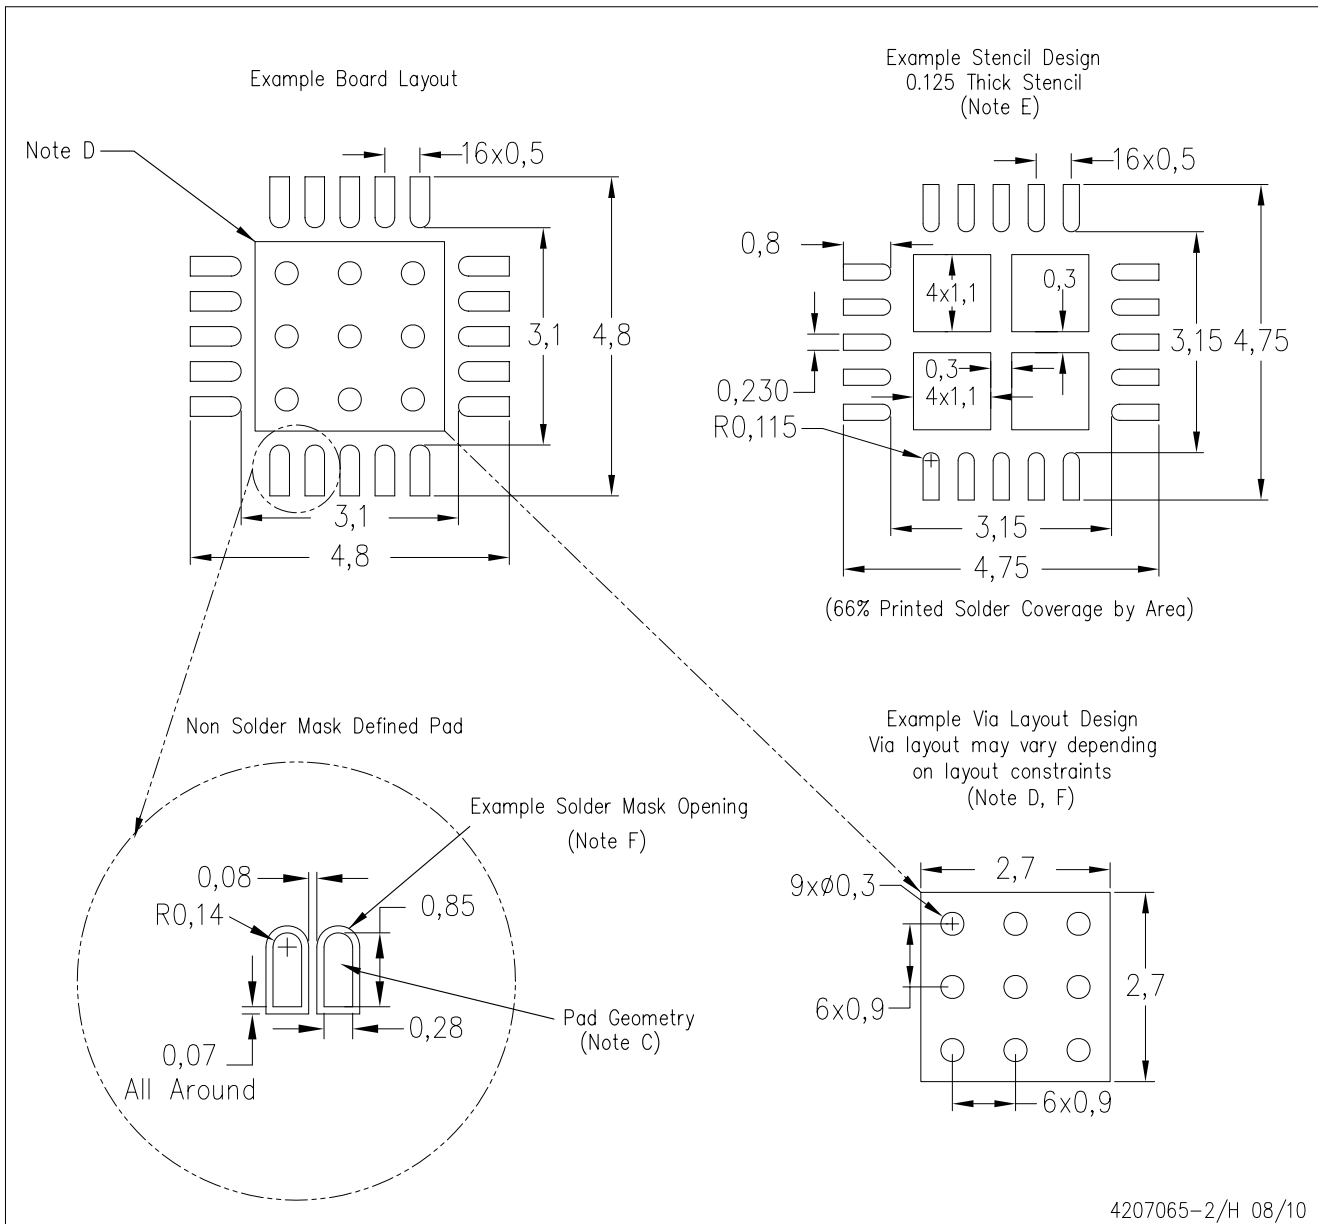 Example Board Layout
Note D
16x0,5
3,1
4,8
3,1
4,8
Example Stencil Design
0.125 Thick Stencil
(Note E)
16x0,5
0,8
4x1,1
0,3
3,15
4,75
0,3
4x1,1
0,230
R0,115
3,15
4,75
(66% Printed Solder Coverage by Area)
Non Solder Mask Defined Pad
Example Solder Mask Opening
(Note F)
0,08
R0,14
0,85
0,28
Pad Geometry
(Note C)
0,07
All Around
Example Via Layout Design
Via layout may vary depending
on layout constraints
(Note D, F)
2,7
9xø0,3
2,7
6x0,9
6x0,9
4207065-2/H 08/10